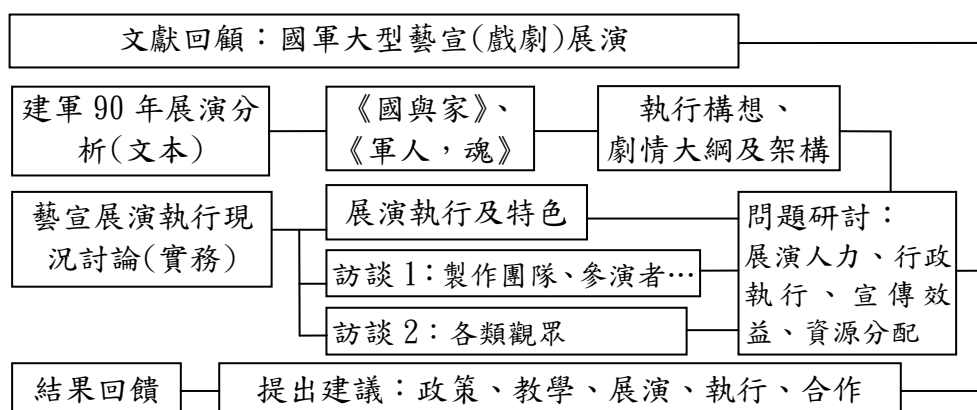 文獻回顧：國軍大型藝宣(戲劇)展演
建軍 90 年展演分
析(文本)
《國與家》、
《軍人，魂》
執行構想、
劇情大綱及架構
藝宣展演執行現
況討論(實務)
展演執行及特色
訪談 1：製作團隊、參演者…
訪談 2：各類觀眾
問題研討：
展演人力、行政
執行、宣傳效
益、資源分配
結果回饋
提出建議：政策、教學、展演、執行、合作